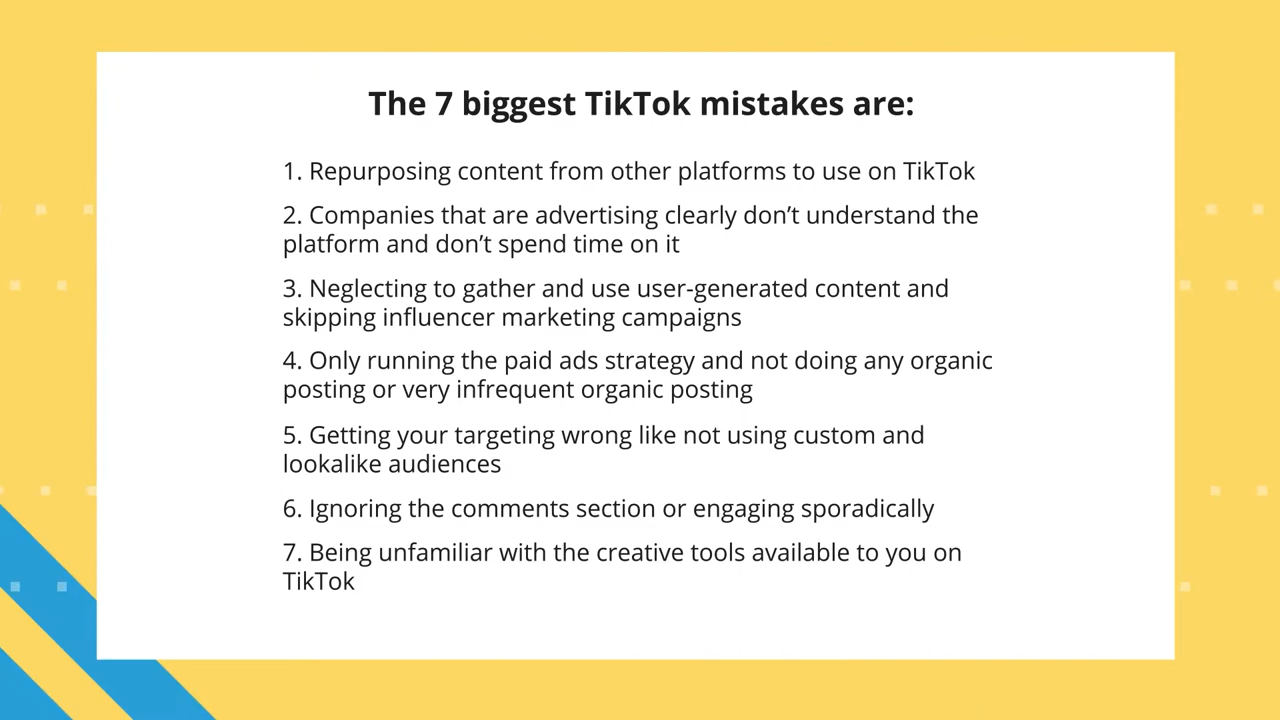 The 7 biggest TikTok mistakes are:
1. Repurposing content from other platforms to use on TikTok
2. Companies that are advertising clearly don’t understand the
platform and don’t spend time on it
3. Neglecting to gather and use user-generated content and
skipping influencer marketing campaigns
4. Only running the paid ads strategy and not doing any organic
posting or very infrequent organic posting
5. Getting your targeting wrong like not using custom and
lookalike audiences
6. Ignoring the comments section or engaging sporadically
7. Being unfamiliar with the creative tools available to you on
TikTok